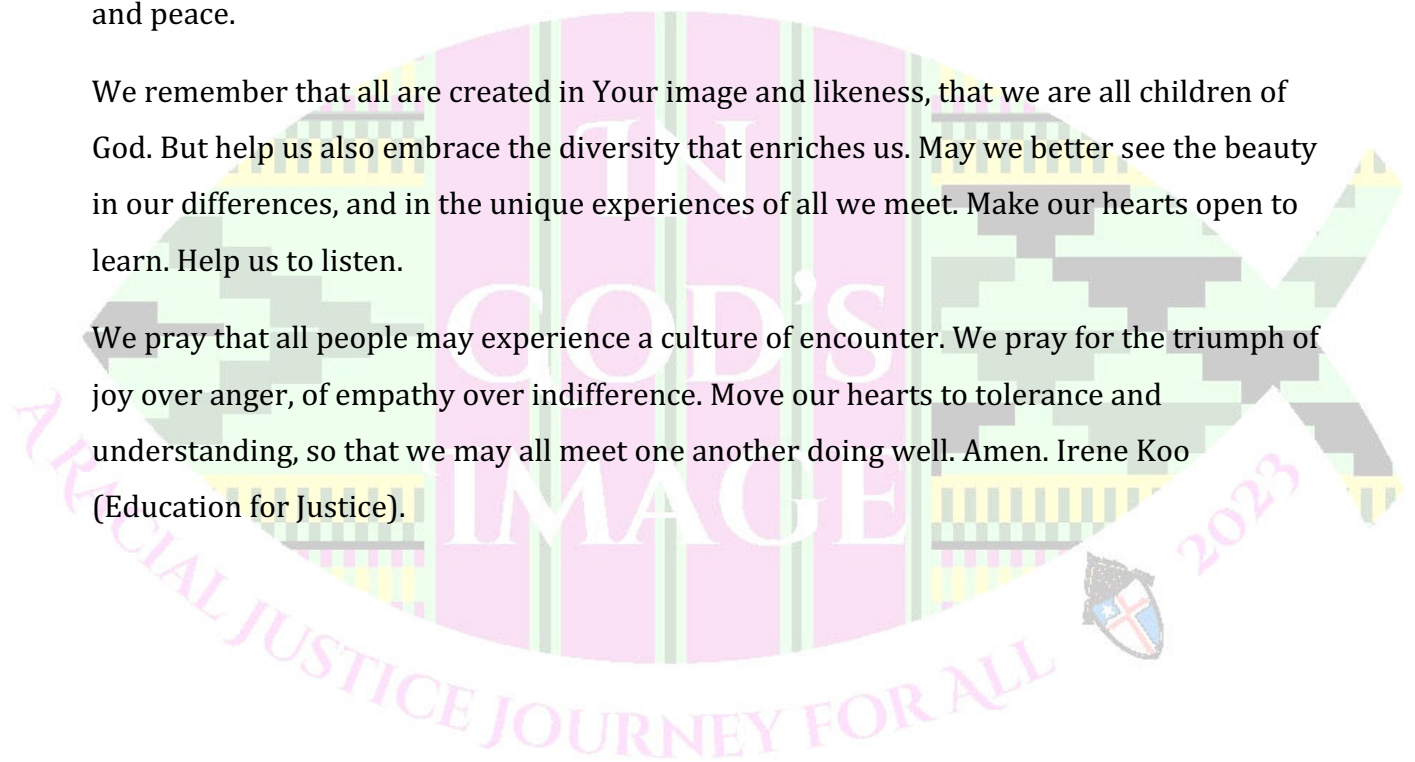 and peace.
We remember that all are created in Your image and likeness, that we are all children of
God. But help us also embrace the diversity that enriches us. May we better see the beauty
in our differences, and in the unique experiences of all we meet. Make our hearts open to
learn. Help us to listen.
We pray that all people may experience a culture of encounter. We pray for the triumph of
joy over anger, of empathy over indifference. Move our hearts to tolerance and
understanding, so that we may all meet one another doing well. Amen. Irene Koo
(Education for Justice).
IN
GOD'S
IMAGE
A RACIAL JUSTICE JOURNEY FOR ALL 2023